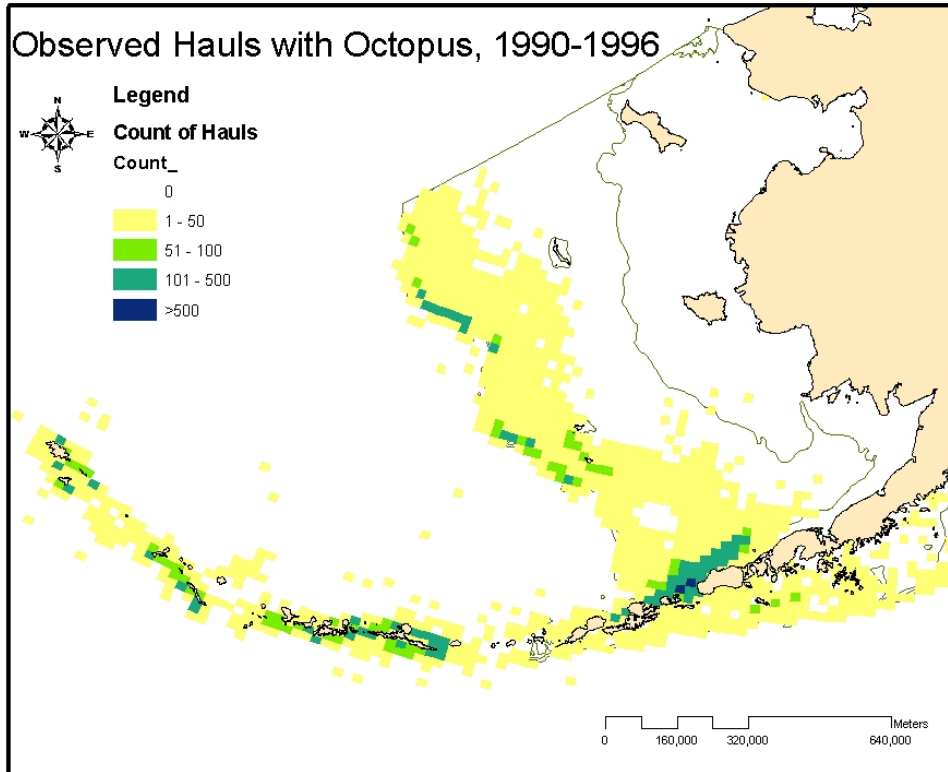 Observed Hauls with Octopus, 1990-1996
Legend
N
W E
S
Count of Hauls
Count_
0
1 - 50
51 - 100
101 - 500
>500
Meters
0 160,000 320,000 640,000